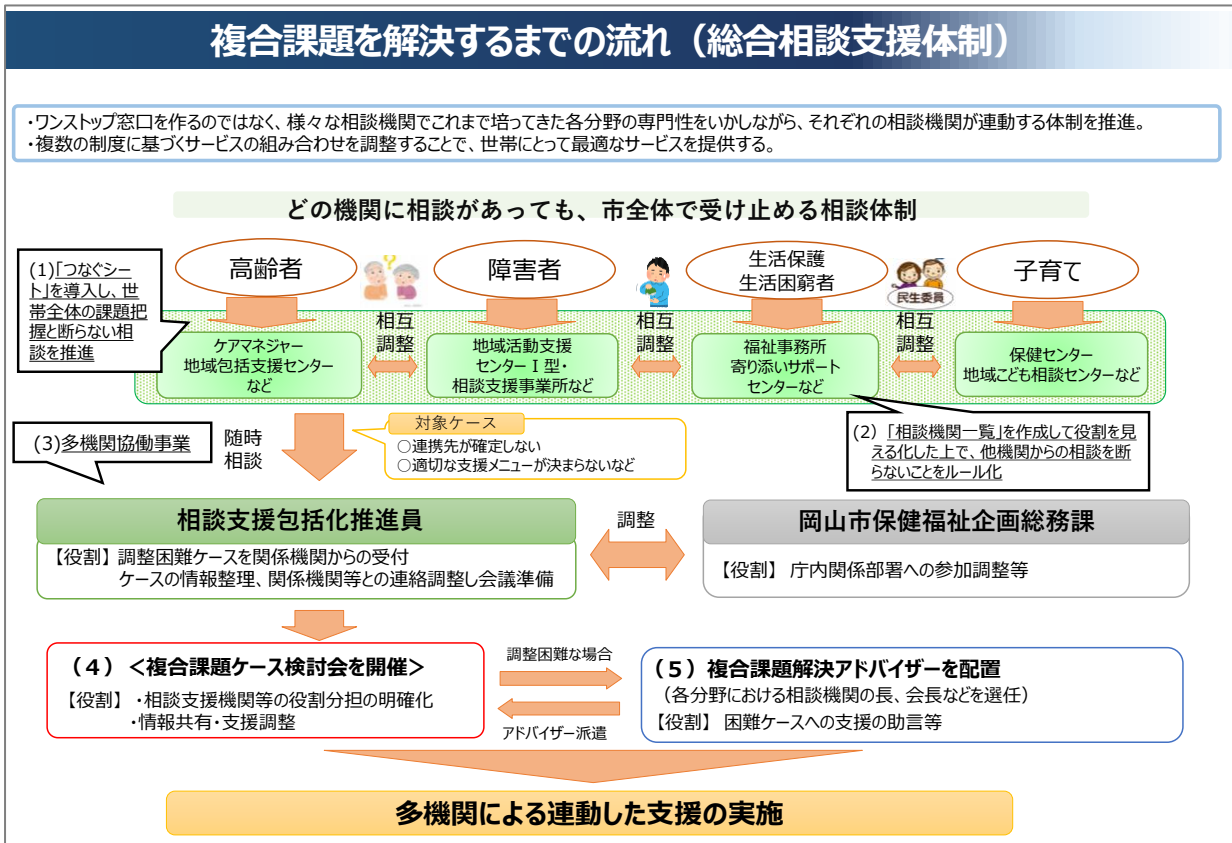 複合課題を解決するまでの流れ（総合相談支援体制）
・ワンストップ窓口を作るのではなく、様々な相談機関でこれまで培ってきた各分野の専門性をいかしながら、それぞれの相談機関が連動する体制を推進。
・複数の制度に基づくサービスの組み合わせを調整することで、世帯にとって最適なサービスを提供する。
どの機関に相談があっても、市全体で受け止める相談体制
(1)「つなぐシー
ト」を導入し、世
帯全体の課題把
握と断らない相
談を推進
高齢者
障害者
生活保護
生活困窮者
民生委員
子育て
ケアマネジャー
地域包括支援センター
など
相互
調整
地域活動支援
センターⅠ型・
相談支援事業所など
相互
調整
福祉事務所
寄り添いサポート
センターなど
相互
調整
保健センター
地域こども相談センターなど
(3)多機関協働事業
随時
相談
対象ケース
○連携先が確定しない
○適切な支援メニューが決まらないなど
(2) 「相談機関一覧」を作成して役割を見
える化した上で、他機関からの相談を断
らないことをルール化
相談支援包括化推進員
【役割】 調整困難ケースを関係機関からの受付
ケースの情報整理、関係機関等との連絡調整し会議準備
調整
岡山市保健福祉企画総務課
【役割】 庁内関係部署への参加調整等
（４）＜複合課題ケース検討会を開催＞
【役割】 ・相談支援機関等の役割分担の明確化
・情報共有・支援調整
調整困難な場合
アドバイザー派遣
（５）複合課題解決アドバイザーを配置
（各分野における相談機関の長、会長などを選任）
【役割】 困難ケースへの支援の助言等
多機関による連動した支援の実施